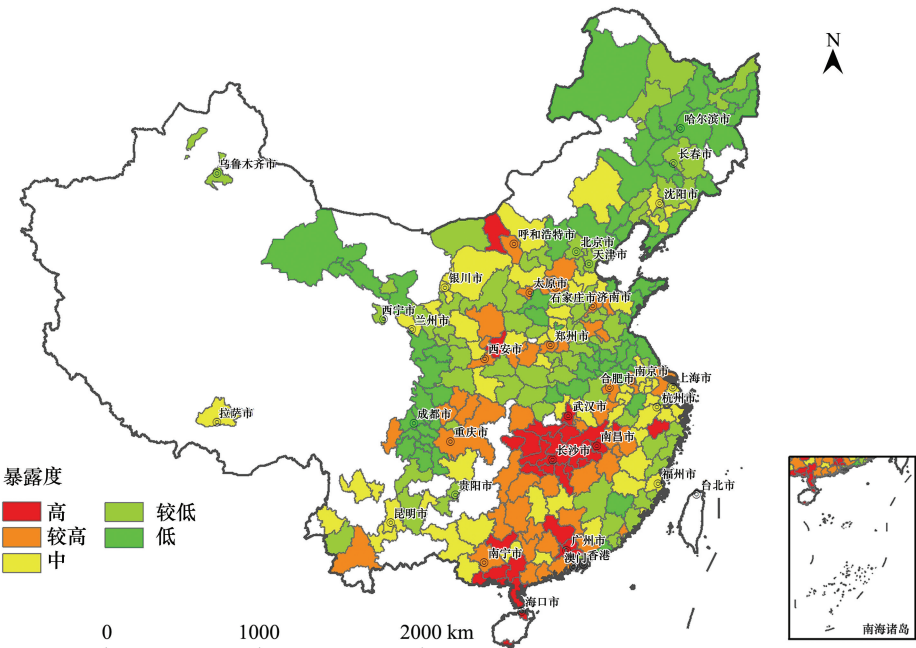 N
哈尔滨市
长春市
乌鲁木齐市
沈阳市
呼和浩特市
北京市
天津市
银川市
太原市
石家庄市
济南市
西宁市
兰州市
郑州市
西安市
南京市
合肥市
上海市
杭州市
武汉市
拉萨市
成都市
重庆市
南昌市
长沙市
贵阳市
福州市
台北市
昆明市
广州市
南宁市
澳门
香港
海口市
暴露度
高
较低
较高
低
中
0
1000
2000 km
南海诸岛